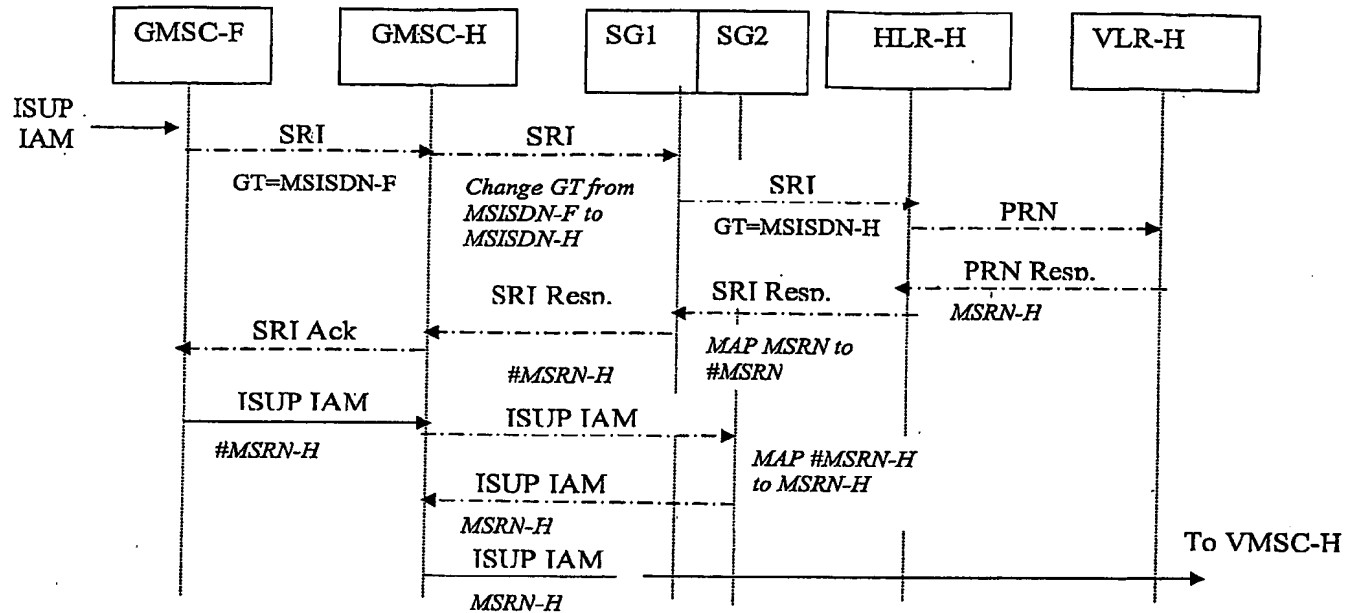 GMSC-F
GMSC-H
SG1
SG2
HLR-H
VLR-H
ISUP
IAM
SRI
SRI
GT=MSISDN-F
Change GT from
MSISDN-F to
MSISDN-H
SRI
GT=MSISDN-H
PRN
PRN Resp.
MSRN-H
SRI Resp.
SRI Resp.
SRI Ack
MAP MSRN to
#MSRN
#MSRN-H
ISUP IAM
ISUP IAM
#MSRN-H
MAP #MSRN-H
to MSRN-H
ISUP IAM
MSRN-H
To VMSC-H
ISUP IAM
MSRN-H